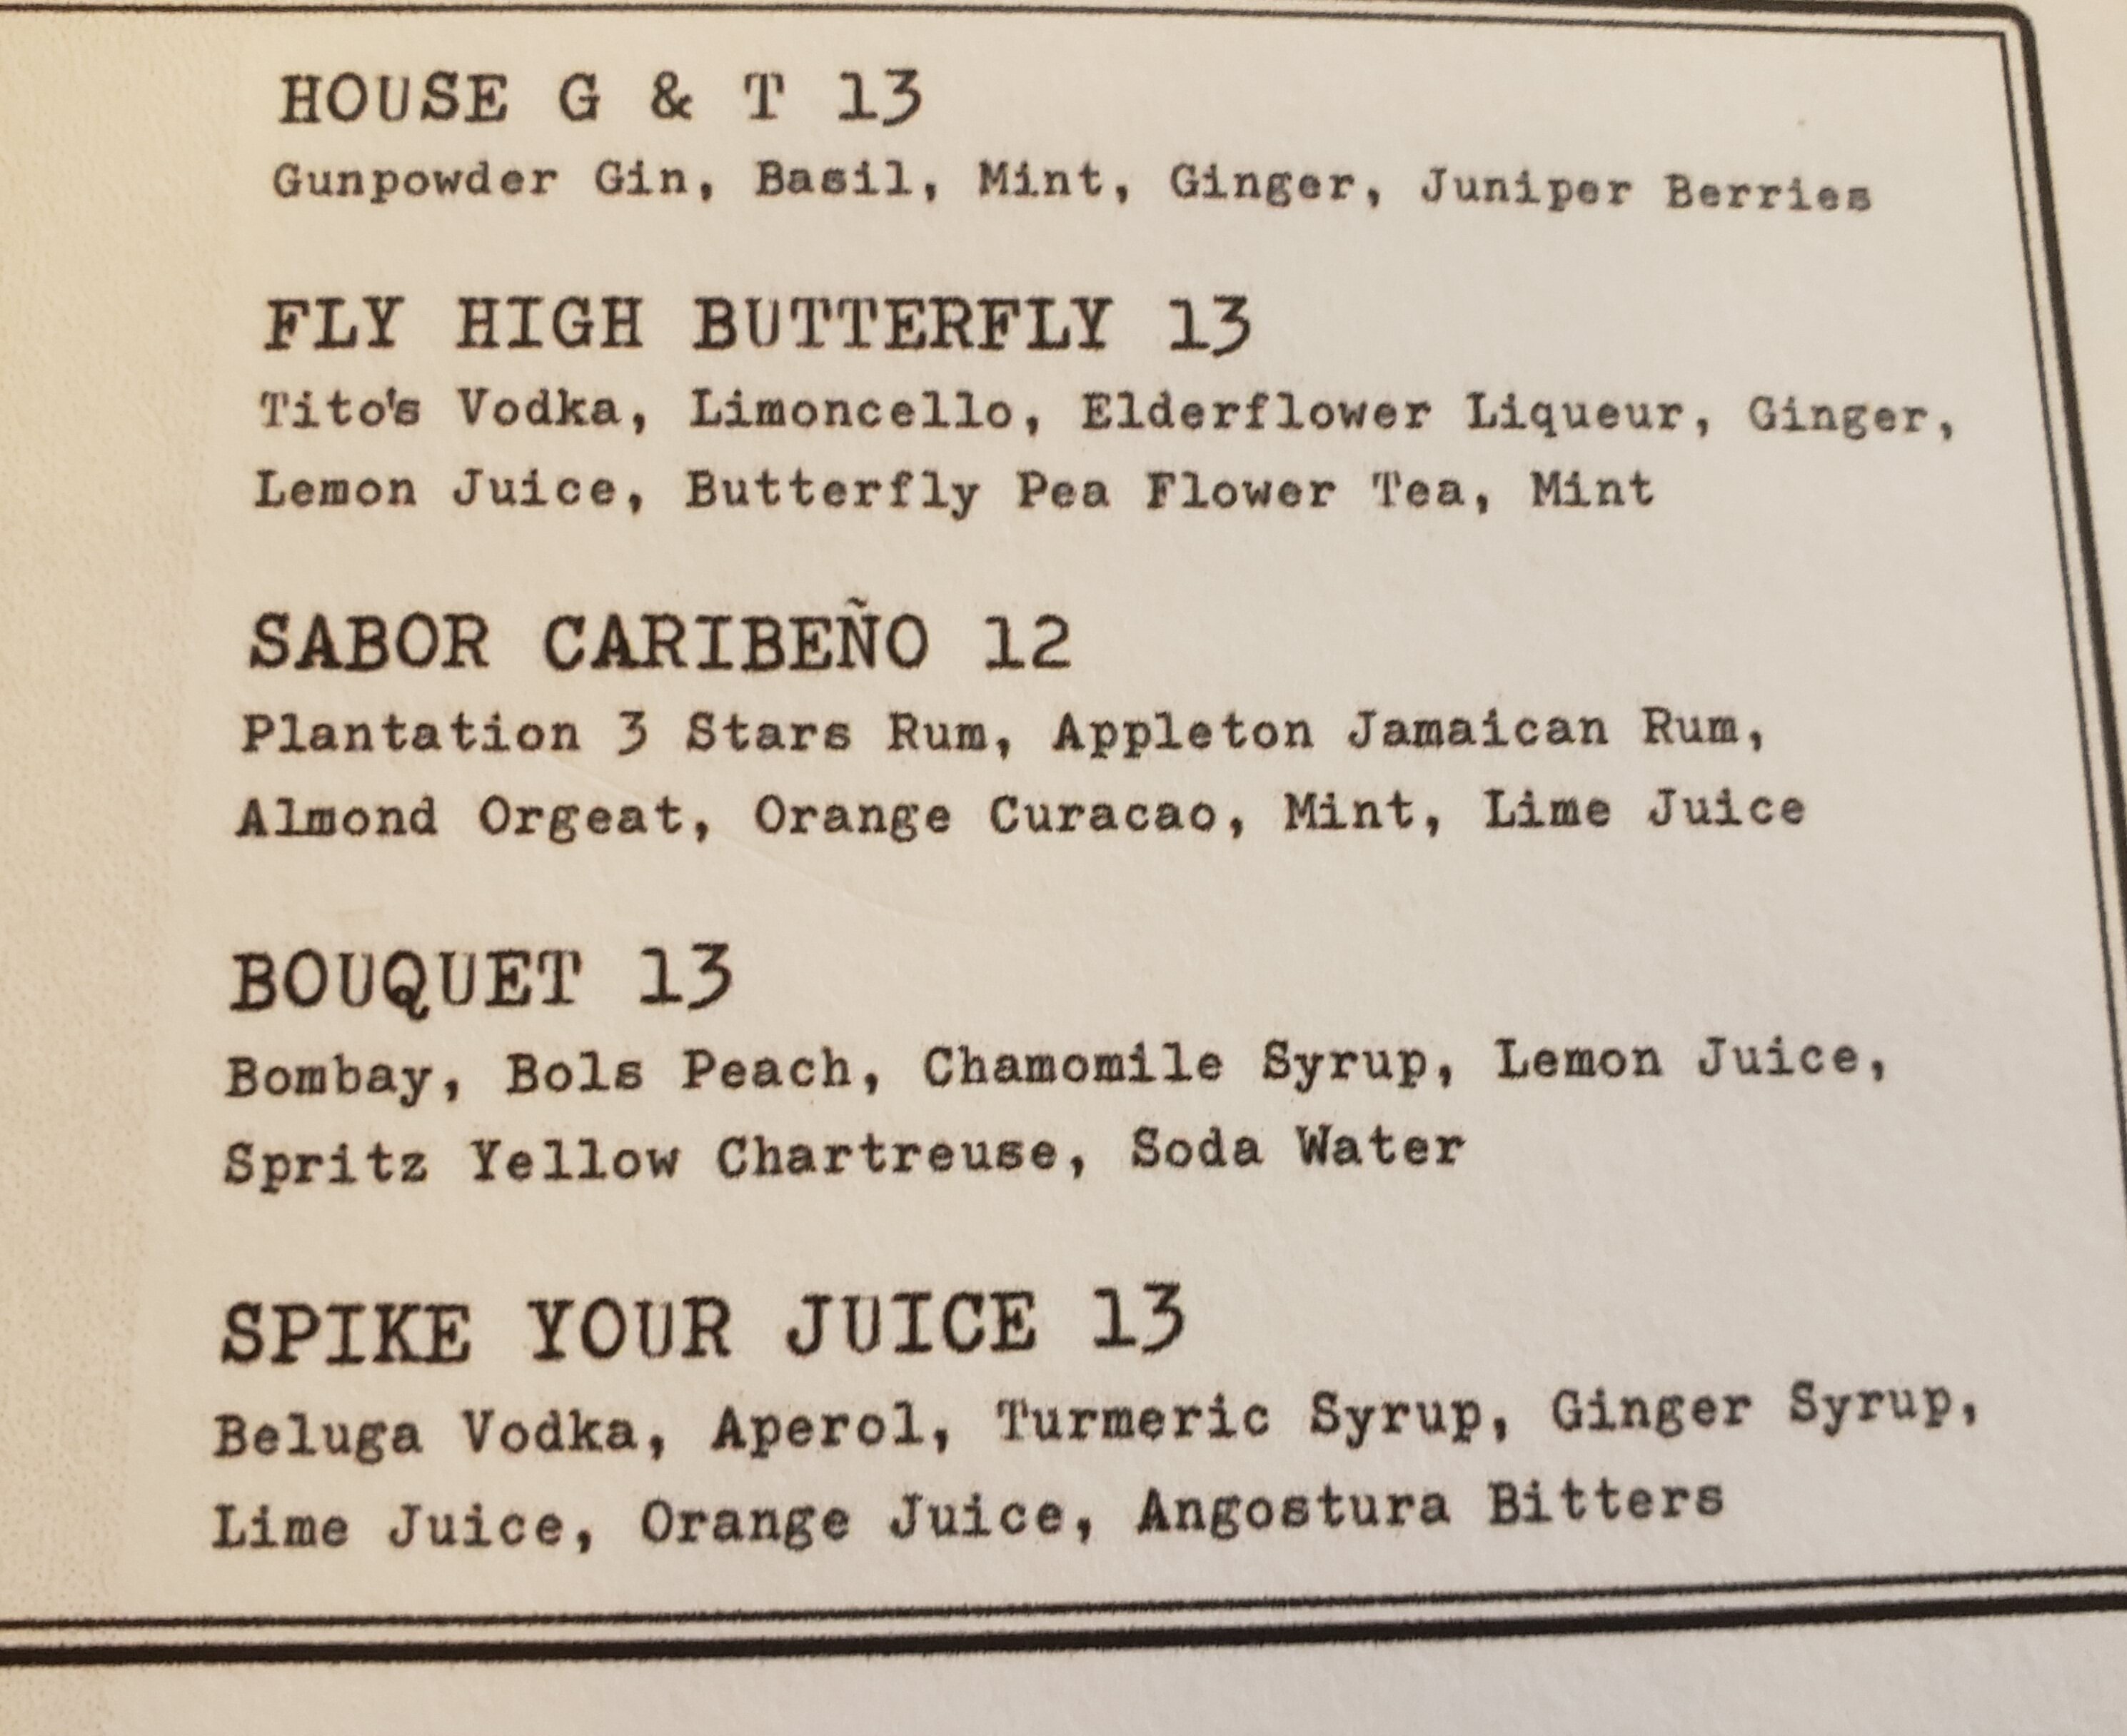 HOUSE G & T 13
Gunpowder Gin, Basil, Mint, Ginger, Juniper Berries
FLY HIGH BUTTERFLY 13
Tito's Vodka, Limoncello, Elderflower Liqueur, Ginger,
Lemon Juice, Butterfly Pea Flower Tea, Mint
SABOR CARIBEÑO 12
Plantation 3 Stars Rum, Appleton Jamaican Rum,
Almond Orgeat, Orange Curacao, Mint, Lime Juice
BOUQUET 13
Bombay, Bols Peach, Chamomile Syrup, Lemon Juice,
Spritz Yellow Chartreuse, Soda Water
SPIKE YOUR JUICE 13
Beluga Vodka, Aperol, Turmeric Syrup, Ginger Syrup,
Lime Juice, Orange Juice, Angostura Bitters